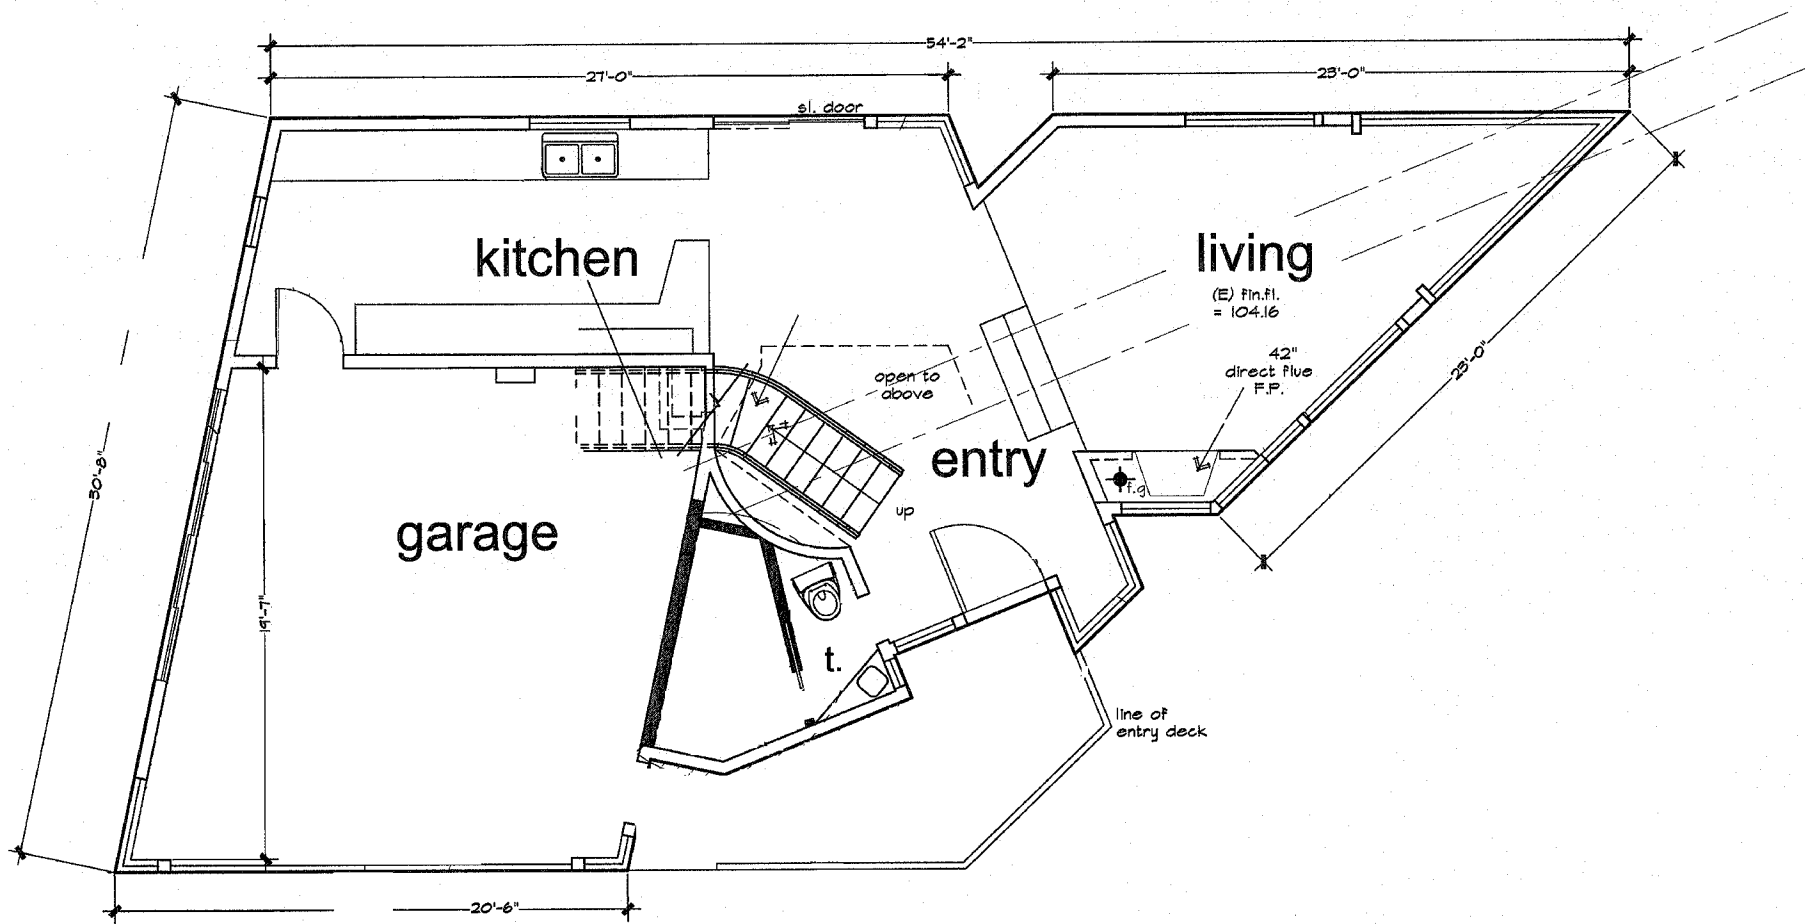 54'-2"
27'-0"
23'-0"
sl. door
kitchen
living
(E) fin.fl.
= 104.16
42"
direct flue
F.P.
23'-0"
open to
above
entry
f.g
up
30'-8"
garage
19'-7"
t.
line of
entry deck
20'-6"